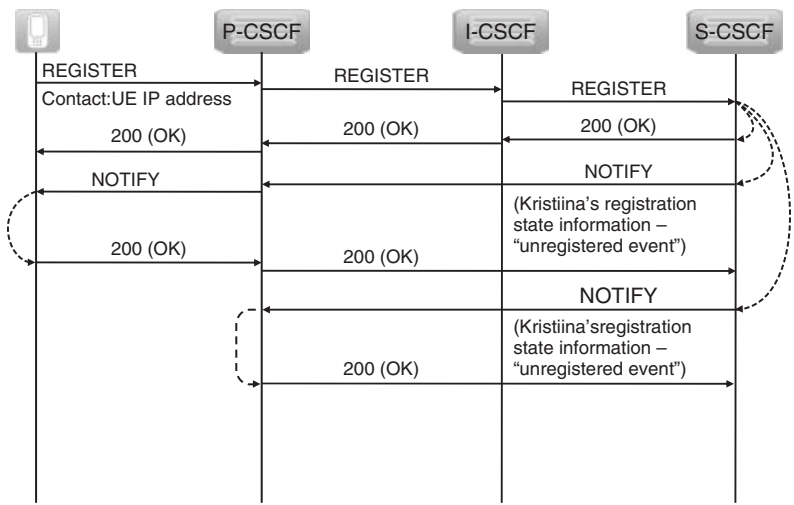 P-CSCF
I-CSCF
S-CSCF
REGISTER
REGISTER
REGISTER
Contact:UE IP address
200 (OK)
200 (OK)
200 (OK)
NOTIFY
NOTIFY
(Kristiina's registration
state information –
“unregistered event”)
200 (OK)
200 (OK)
NOTIFY
(Kristiina'sregistration
state information –
“unregistered event”)
200 (OK)